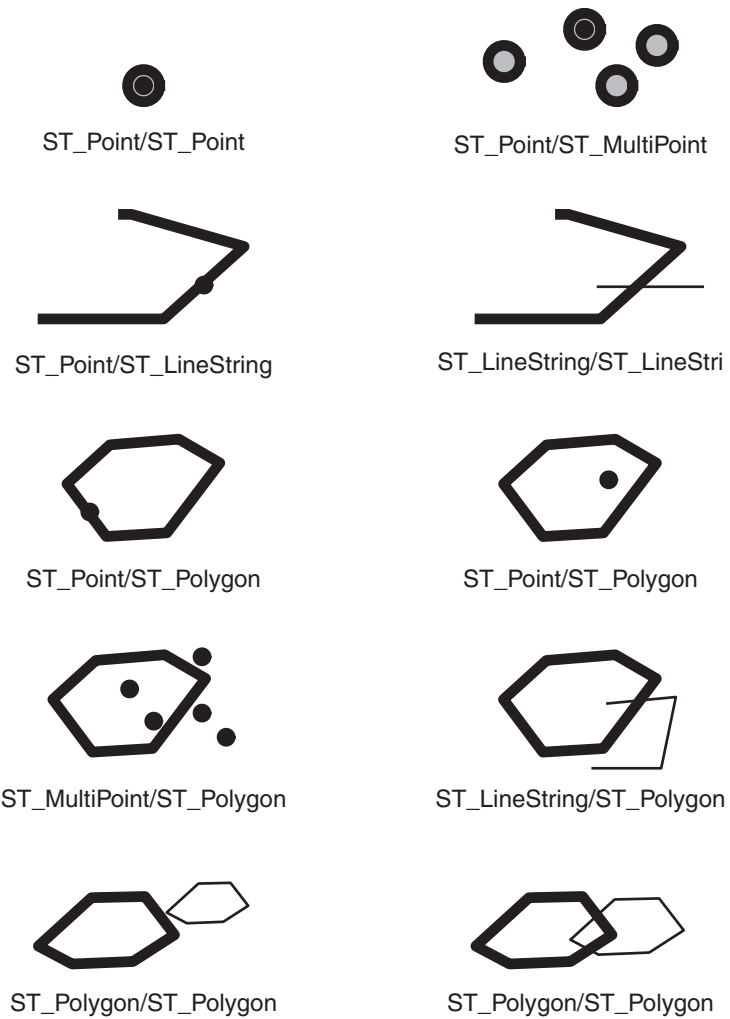 ST_Point/ST_Point
ST_Point/ST_MultiPoint
ST_Point/ST_LineString
ST_LineString/ST_LineStri
ST_Point/ST_Polygon
ST_Point/ST_Polygon
ST_MultiPoint/ST_Polygon
ST_LineString/ST_Polygon
ST_Polygon/ST_Polygon
ST_Polygon/ST_Polygon